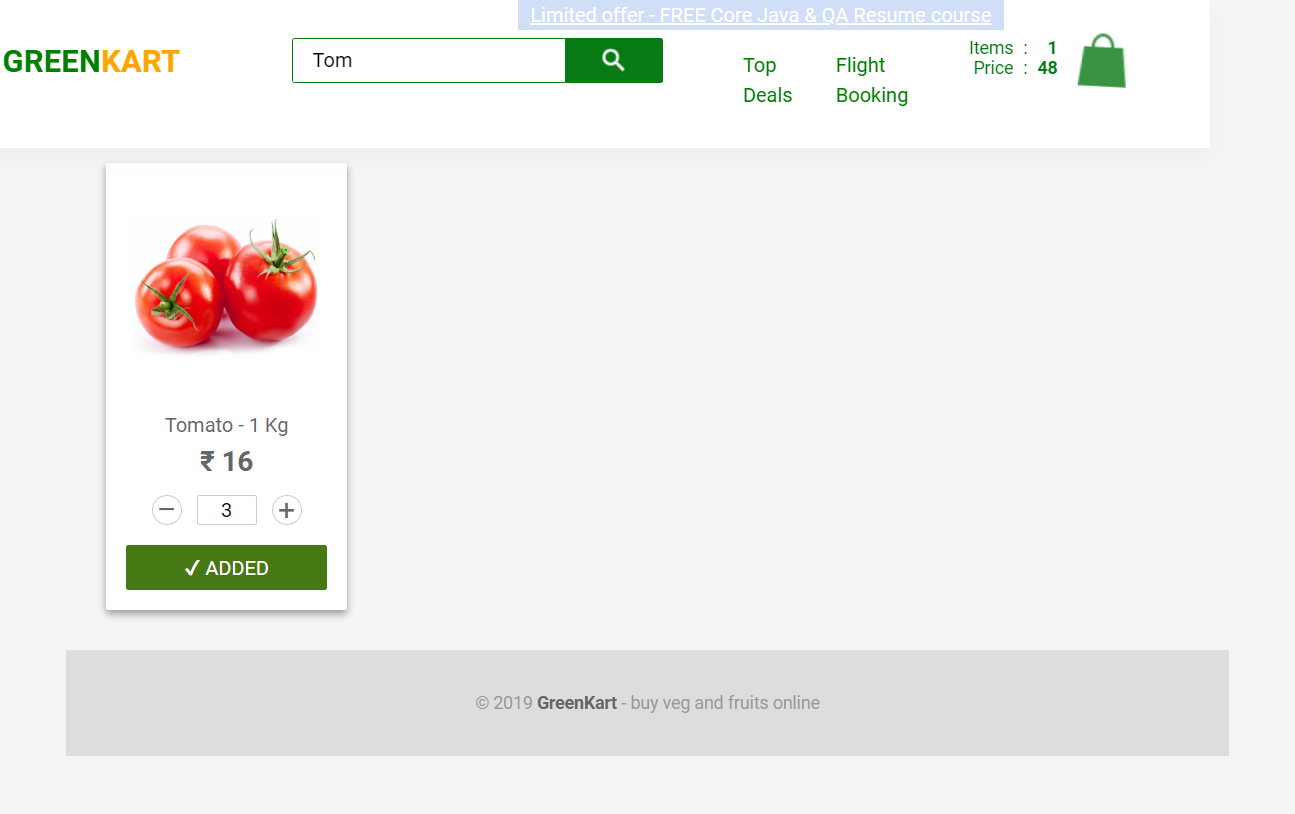 Limited offer - FREE Core Java & QA Resume course
GREENKART
Tom
Top Deals
Flight Booking
Items : 1
Price : 48
Tomato - 1 Kg
₹ 16
− 3 +
✓ ADDED
© 2019 GreenKart - buy veg and fruits online